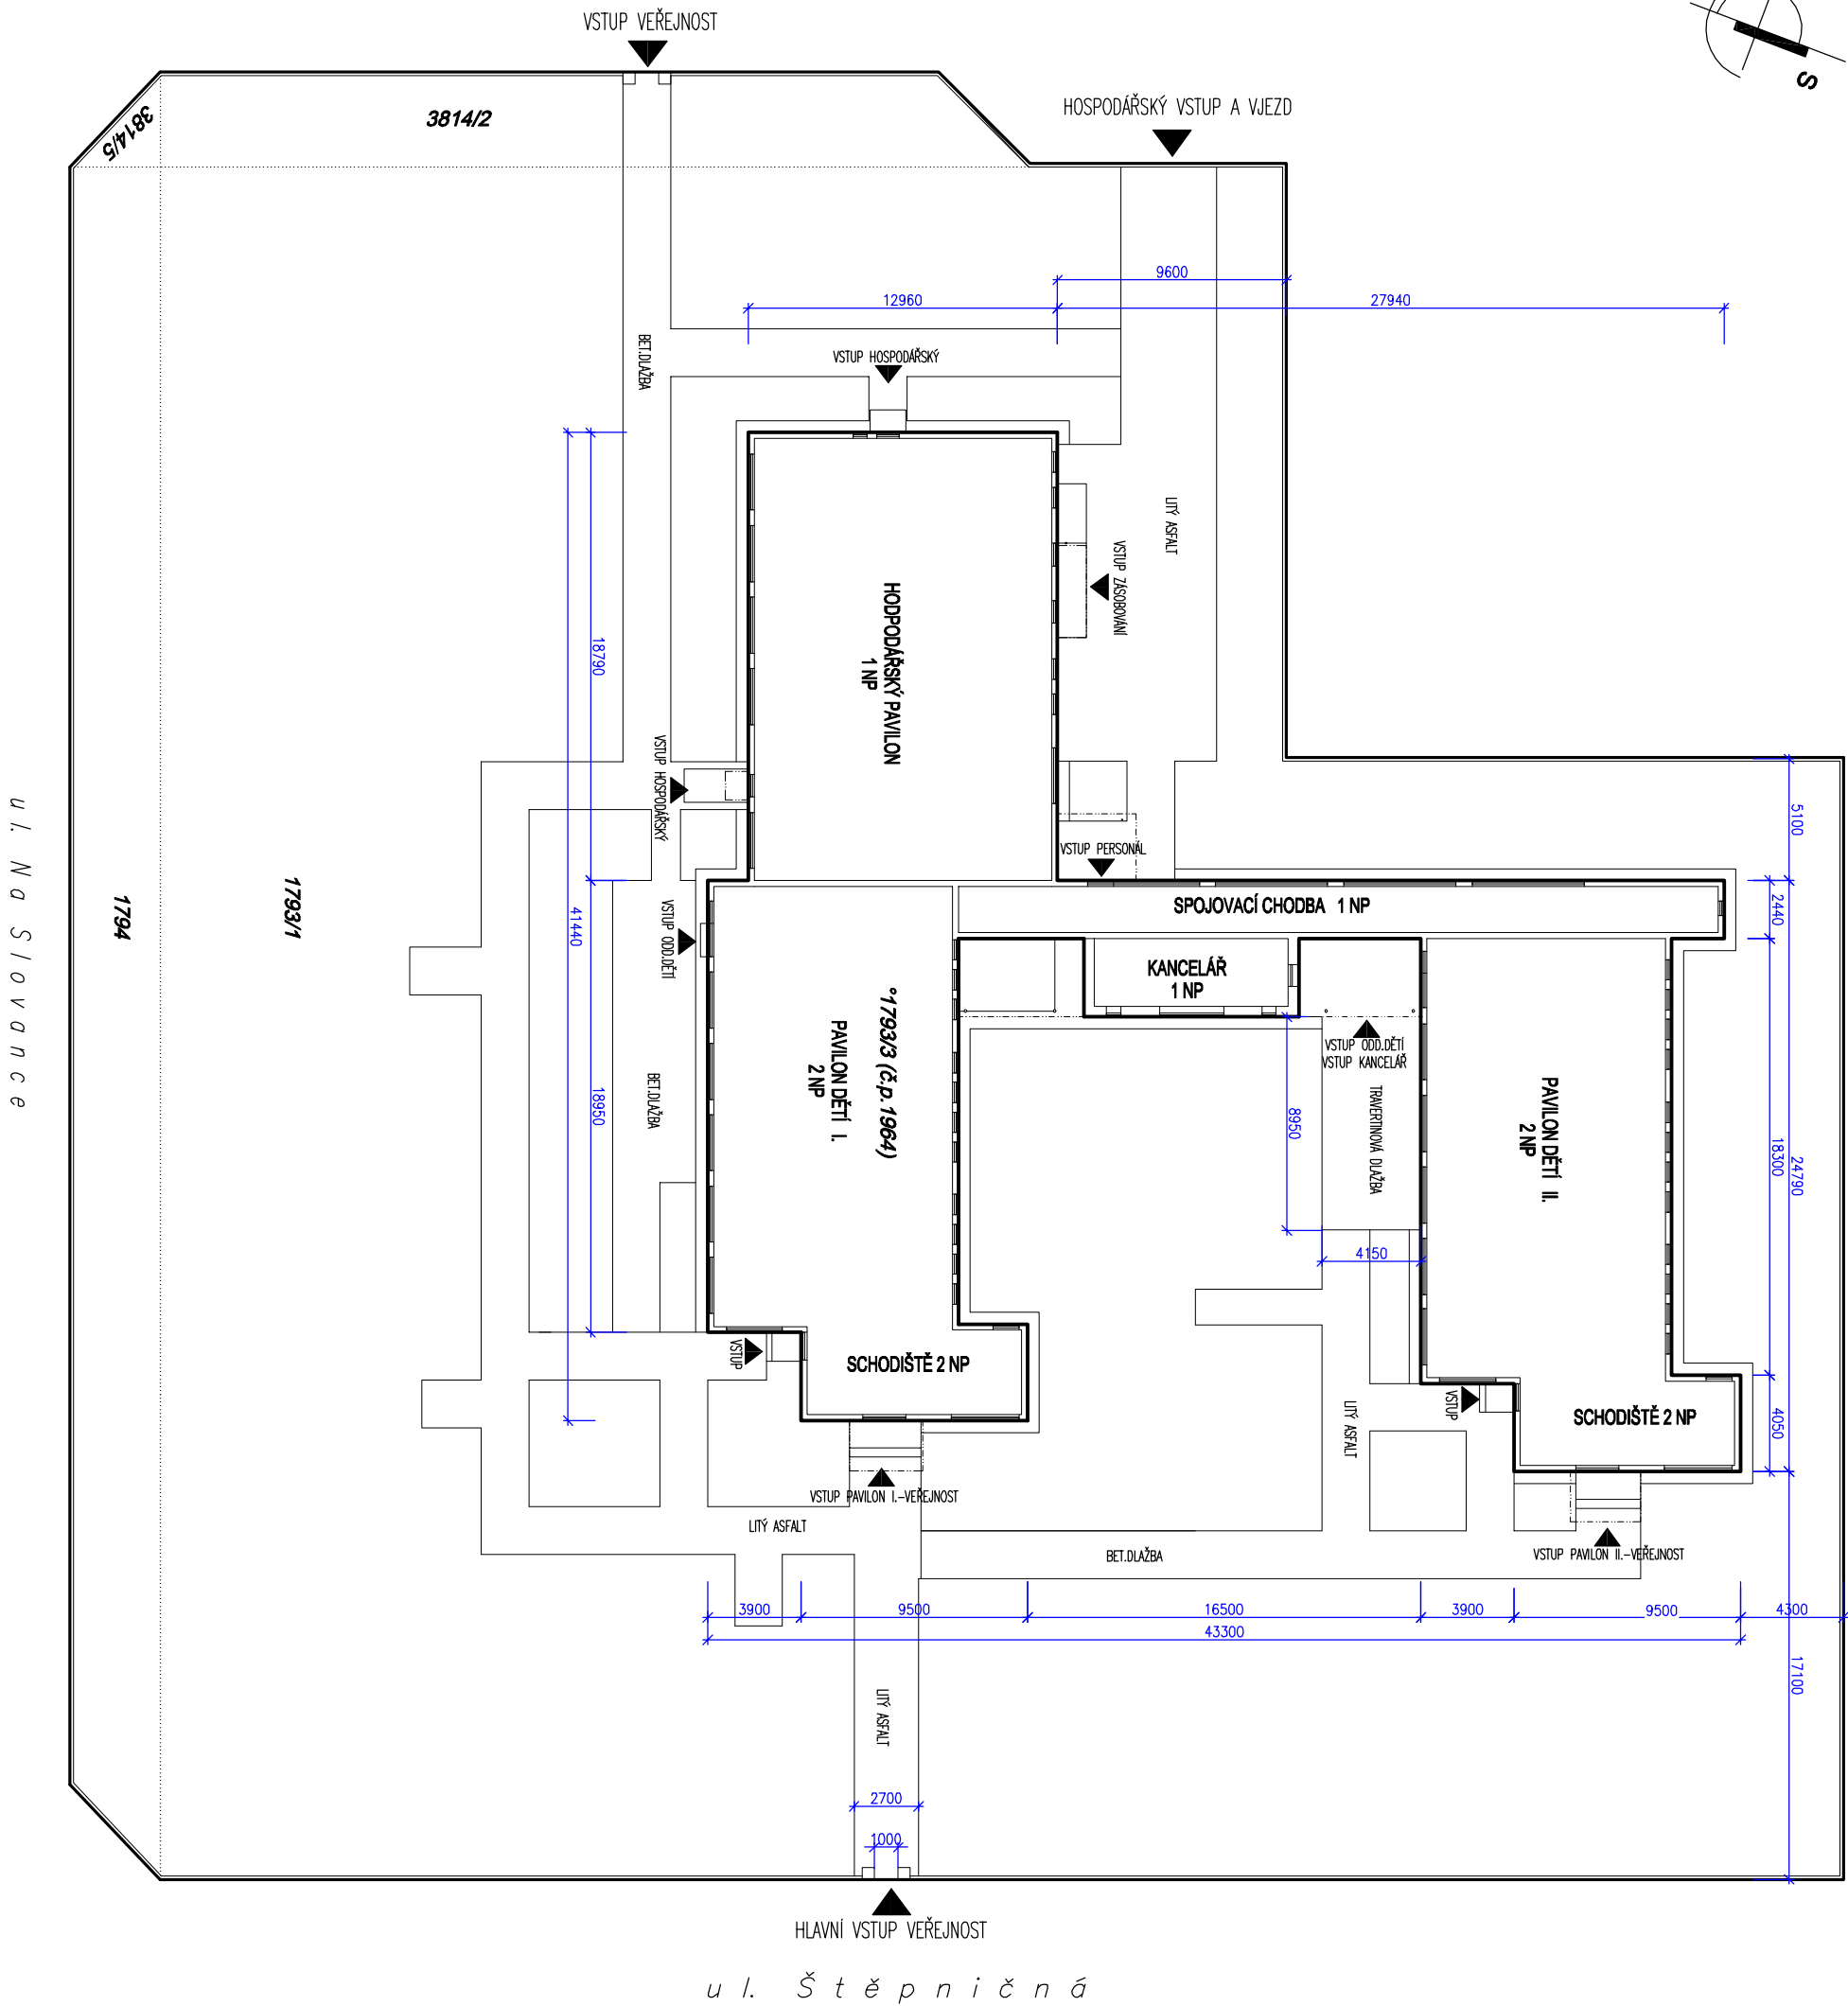 VSTUP VEŘEJNOST
S
HOSPODÁŘSKÝ VSTUP A VJEZD
3814/5
3814/2
9600
12960
27940
BET.DLAŽBA
VSTUP HOSPODÁŘSKÝ
LITÝ ASFALT
VSTUP ZÁSOBOVÁNÍ
HODPODÁŘSKÝ PAVILON
1 NP
18790
VSTUP HOSPODÁŘSKÝ
5100
VSTUP PERSONÁL
ul. Na Slovance
1794
1793/1
41440
VSTUP ODD.DĚTÍ
SPOJOVACÍ CHODBA 1 NP
2440
KANCELÁŘ
1 NP
°1793/3 (č.p.1964)
PAVILON DĚTÍ I.
2 NP
VSTUP ODD.DĚTÍ
VSTUP KANCELÁŘ
18950
BET.DLAŽBA
8950
TRAVERTINOVÁ DLAŽBA
PAVILON DĚTÍ II.
2 NP
18300
24790
4150
VSTUP
SCHODIŠTĚ 2 NP
LITÝ ASFALT
VSTUP
SCHODIŠTĚ 2 NP
4050
VSTUP PAVILON I.-VEŘEJNOST
LITÝ ASFALT
BET.DLAŽBA
VSTUP PAVILON II.-VEŘEJNOST
3900
9500
16500
3900
9500
4300
43300
17100
LITÝ ASFALT
2700
1000
HLAVNÍ VSTUP VEŘEJNOST
ul. Štěpničná